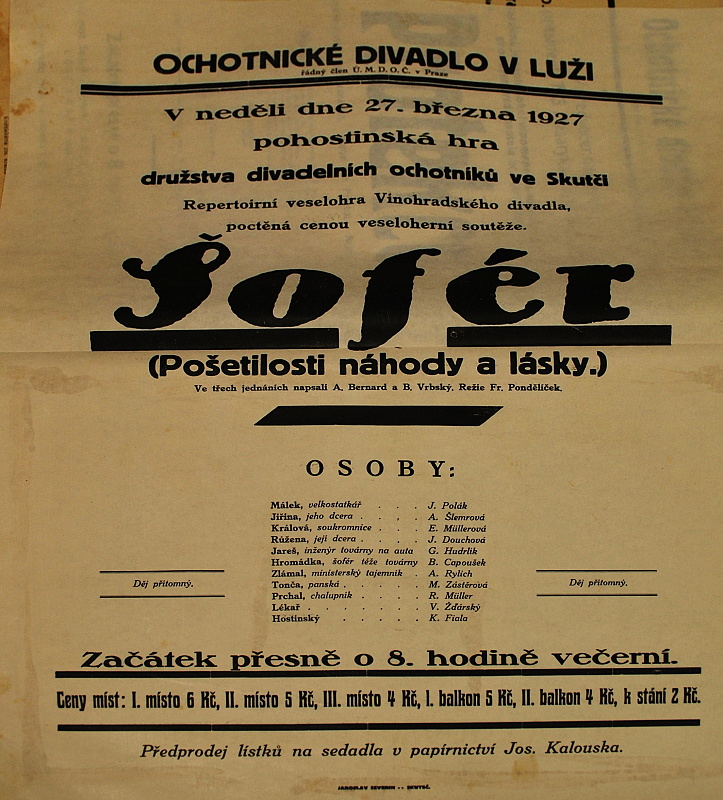 OCHOTNICKÉ DIVADLO V LUŽI
řádný člen Ú. M. D. O. Č. v Praze
V neděli dne 27. března 1927
pohostinská hra
družstva divadelních ochotníků ve Skutči
Repertoirní veselohra Vinohradského divadla,
poctěná cenou veseloherní soutěže.
Šofér
(Pošetilosti náhody a lásky.)
Ve třech jednáních napsali A. Bernard a B. Vrbský. Režie Fr. Pondělíček.
OSOBY:
Málek, velkostatkář . . . J. Polák
Jiřina, jeho dcera . . . A. Šlemrová
Králová, soukromnice . . . E. Müllerová
Růžena, její dcera . . . J. Douchová
Jareš, inženýr továrny na auta G. Hudrlík
Hromádka, šofér téže továrny B. Capoušek
Zlámal, ministerský tajemník . A. Rylich
Tonča, panská . . . . . M. Zástěrová
Prchal, chalupník . . . . R. Müller
Lékař . . . . . . . V. Žďárský
Hostinský . . . . . K. Fiala
Děj přítomný.
Děj přítomný.
Začátek přesně o 8. hodině večerní.
Ceny míst: I. místo 6 Kč, II. místo 5 Kč, III. místo 4 Kč, I. balkon 5 Kč, II. balkon 4 Kč, k stání 2 Kč.
Předprodej lístků na sedadla v papírnictví Jos. Kalouska.
JAROSLAV SEVERIN -- SKUTEČ.